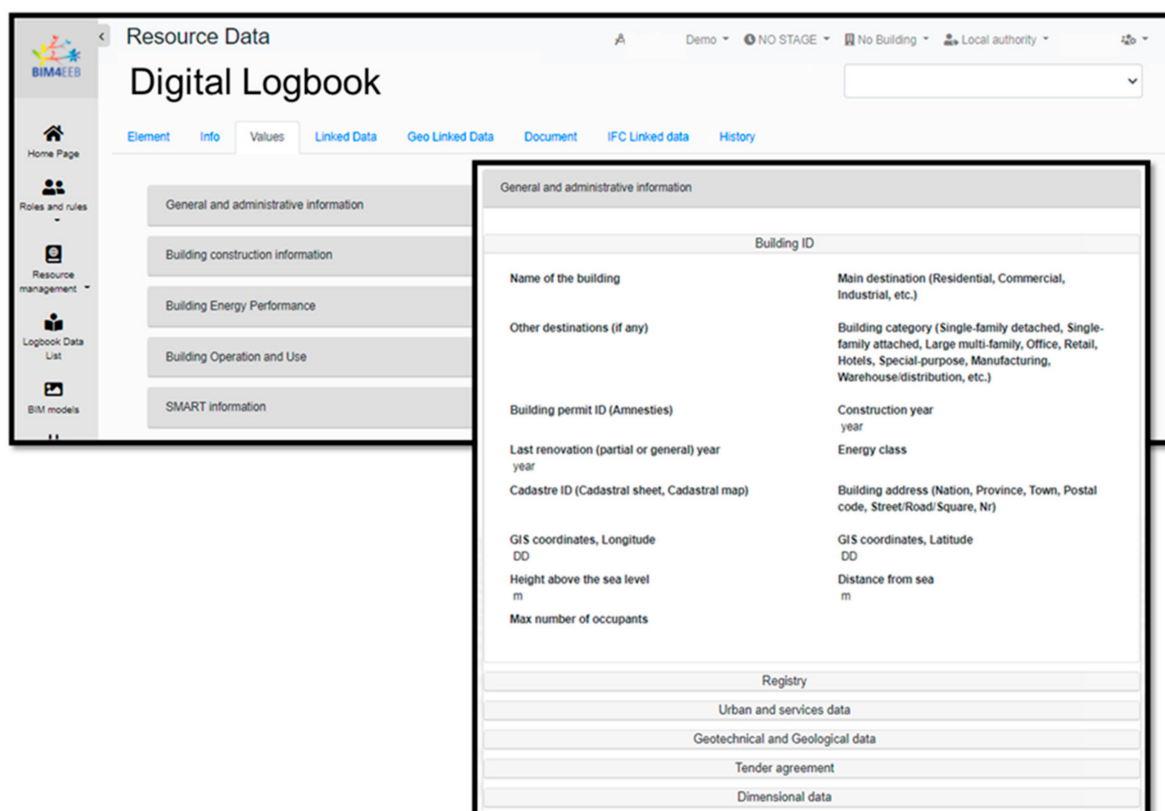 Resource Data
Demo
NO STAGE
No Building
Local authority
BIM4EEB
Digital Logbook
Home Page
Roles and rules
Resource
management
Logbook Data
List
BIM models
Element
Info
Values
Linked Data
Geo Linked Data
Document
IFC Linked data
History
General and administrative information
Building construction information
Building Energy Performance
Building Operation and Use
SMART information
General and administrative information
Building ID
Name of the building
Main destination (Residential, Commercial,
Industrial, etc.)
Other destinations (if any)
Building category (Single-family detached, Single-
family attached, Large multi-family, Office, Retail,
Hotels, Special-purpose, Manufacturing,
Warehouse/distribution, etc.)
Building permit ID (Amnesties)
Construction year
year
Last renovation (partial or general) year
year
Energy class
Cadastre ID (Cadastral sheet, Cadastral map)
Building address (Nation, Province, Town, Postal
code, Street/Road/Square, Nr)
GIS coordinates, Longitude
DD
GIS coordinates, Latitude
DD
Height above the sea level
m
Distance from sea
m
Max number of occupants
Registry
Urban and services data
Geotechnical and Geological data
Tender agreement
Dimensional data